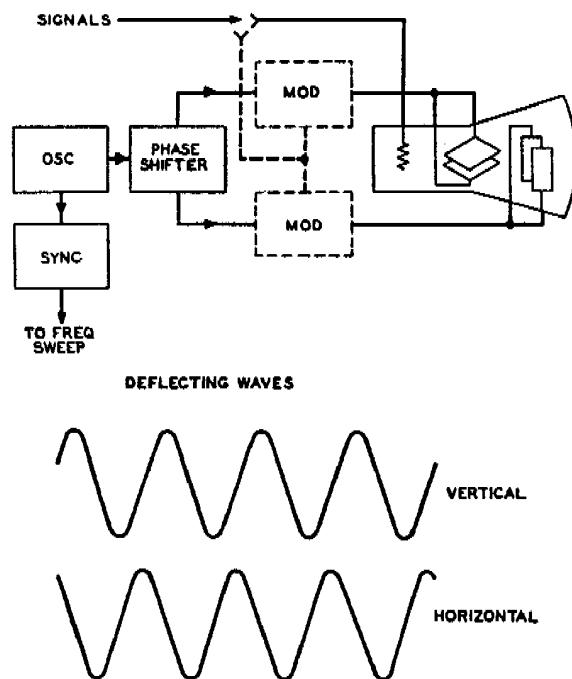 SIGNALS
MOD
OSC
PHASE
SHIFTER
MOD
SYNC
TO FREQ
SWEEP
DEFLECTING WAVES
VERTICAL
HORIZONTAL